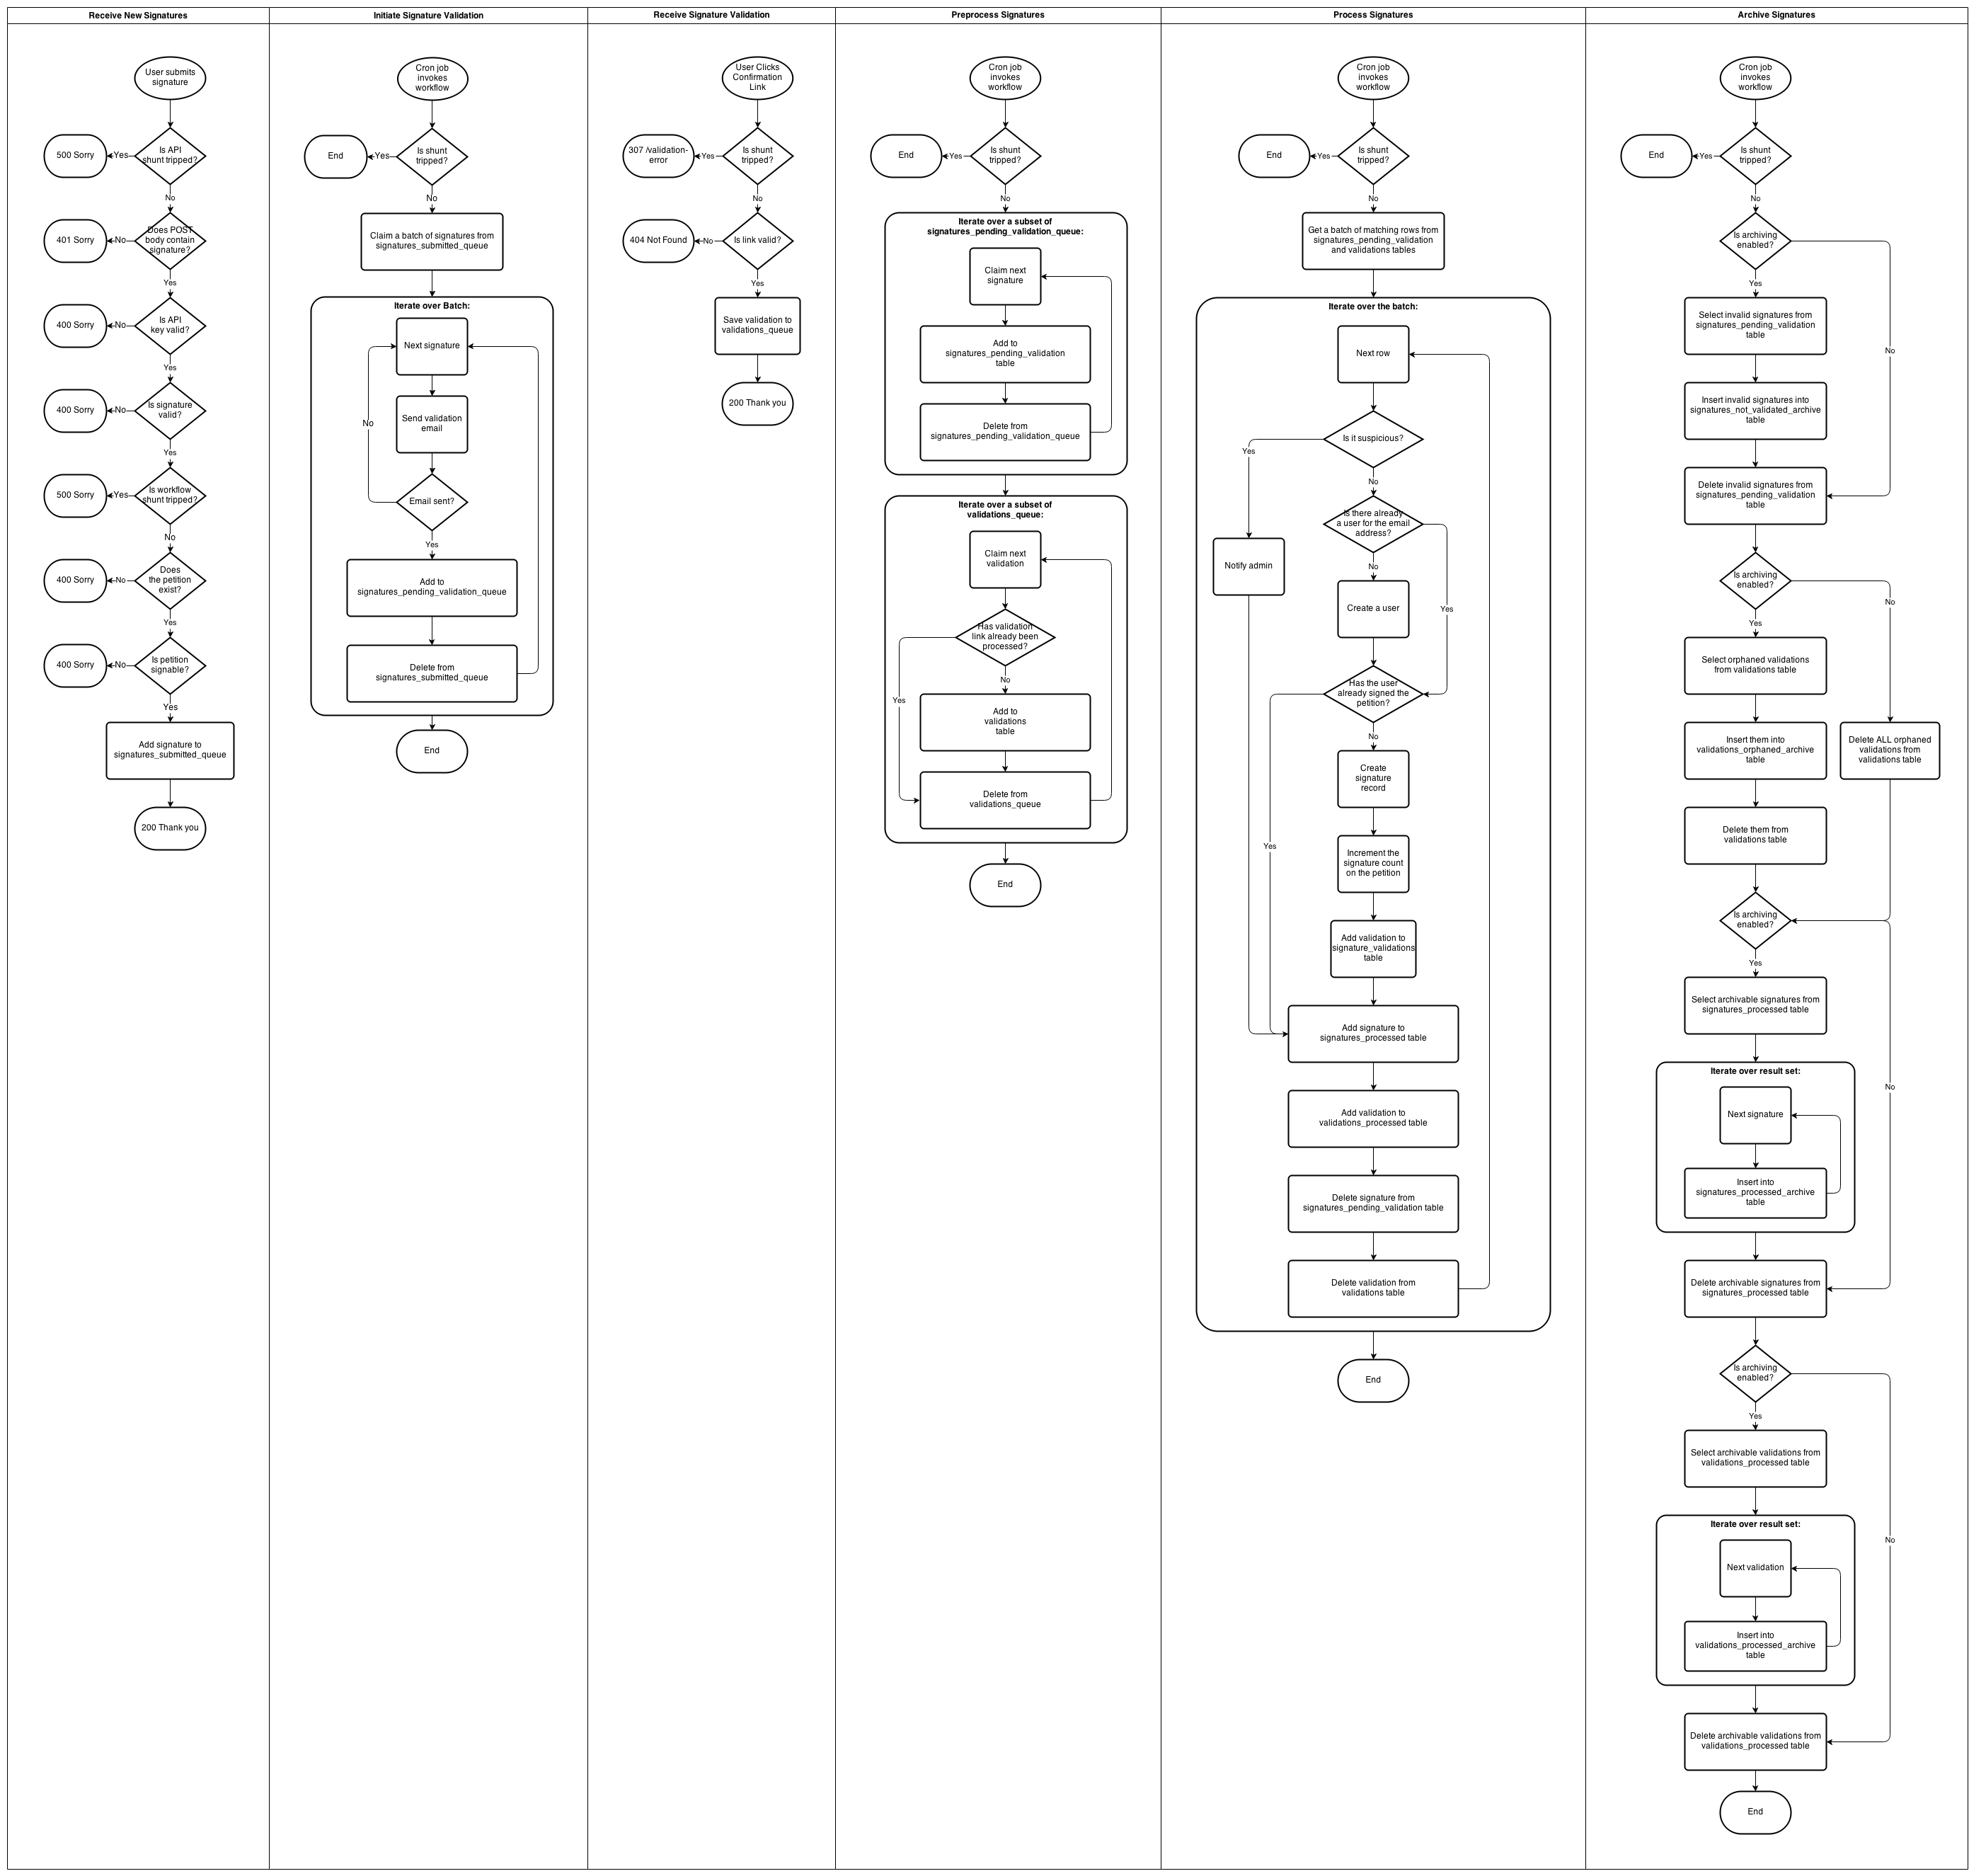 Receive New Signatures
User submits
signature
Is API
shunt tripped?
Yes
500 Sorry
No
Does POST
body contain
signature?
No
401 Sorry
Yes
Is API
key valid?
No
400 Sorry
Yes
Is signature
valid?
No
400 Sorry
Yes
Is workflow
shunt tripped?
Yes
500 Sorry
No
Does
the petition
exist?
No
400 Sorry
Yes
Is petition
signable?
No
400 Sorry
Yes
Add signature to
signatures_submitted_queue
200 Thank you
Initiate Signature Validation
Cron job
invokes
workflow
Is shunt
tripped?
Yes
End
No
Claim a batch of signatures from
signatures_submitted_queue
Iterate over Batch:
Next signature
Send validation
email
No
Email sent?
Yes
Add to
signatures_pending_validation_queue
Delete from
signatures_submitted_queue
End
Receive Signature Validation
User Clicks
Confirmation
Link
Is shunt
tripped?
Yes
307 /validation-
error
No
Is link valid?
No
404 Not Found
Yes
Save validation to
validations_queue
200 Thank you
Preprocess Signatures
Cron job
invokes
workflow
Is shunt
tripped?
Yes
End
No
Iterate over a subset of
signatures_pending_validation_queue:
Claim next
signature
Add to
signatures_pending_validation
table
Delete from
signatures_pending_validation_queue
Iterate over a subset of
validations_queue:
Claim next
validation
Has validation
link already been
processed?
No
Yes
Add to
validations
table
Delete from
validations_queue
End
Process Signatures
Cron job
invokes
workflow
Is shunt
tripped?
Yes
End
No
Get a batch of matching rows from
signatures_pending_validation
and validations tables
Iterate over the batch:
Next row
Is it suspicious?
Yes
No
Is there already
a user for the email
address?
Notify admin
No
Yes
Create a user
Has the user
already signed the
petition?
No
Yes
Create
signature
record
Increment the
signature count
on the petition
Add validation to
signature_validations
table
Add signature to
signatures_processed table
Add validation to
validations_processed table
Delete signature from
signatures_pending_validation table
Delete validation from
validations table
End
Archive Signatures
Cron job
invokes
workflow
Is shunt
tripped?
Yes
End
No
Is archiving
enabled?
Yes
No
Select invalid signatures from
signatures_pending_validation
table
Insert invalid signatures into
signatures_not_validated_archive
table
Delete invalid signatures from
signatures_pending_validation
table
Is archiving
enabled?
No
Yes
Select orphaned validations
from validations table
Insert them into
validations_orphaned_archive
table
Delete ALL orphaned
validations from
validations table
Delete them from
validations table
Is archiving
enabled?
Yes
No
Select archivable signatures from
signatures_processed table
Iterate over result set:
Next signature
Insert into
signatures_processed_archive
table
Delete archivable signatures from
signatures_processed table
Is archiving
enabled?
Yes
No
Select archivable validations from
validations_processed table
Iterate over result set:
Next validation
Insert into
validations_processed_archive
table
Delete archivable validations from
validations_processed table
End